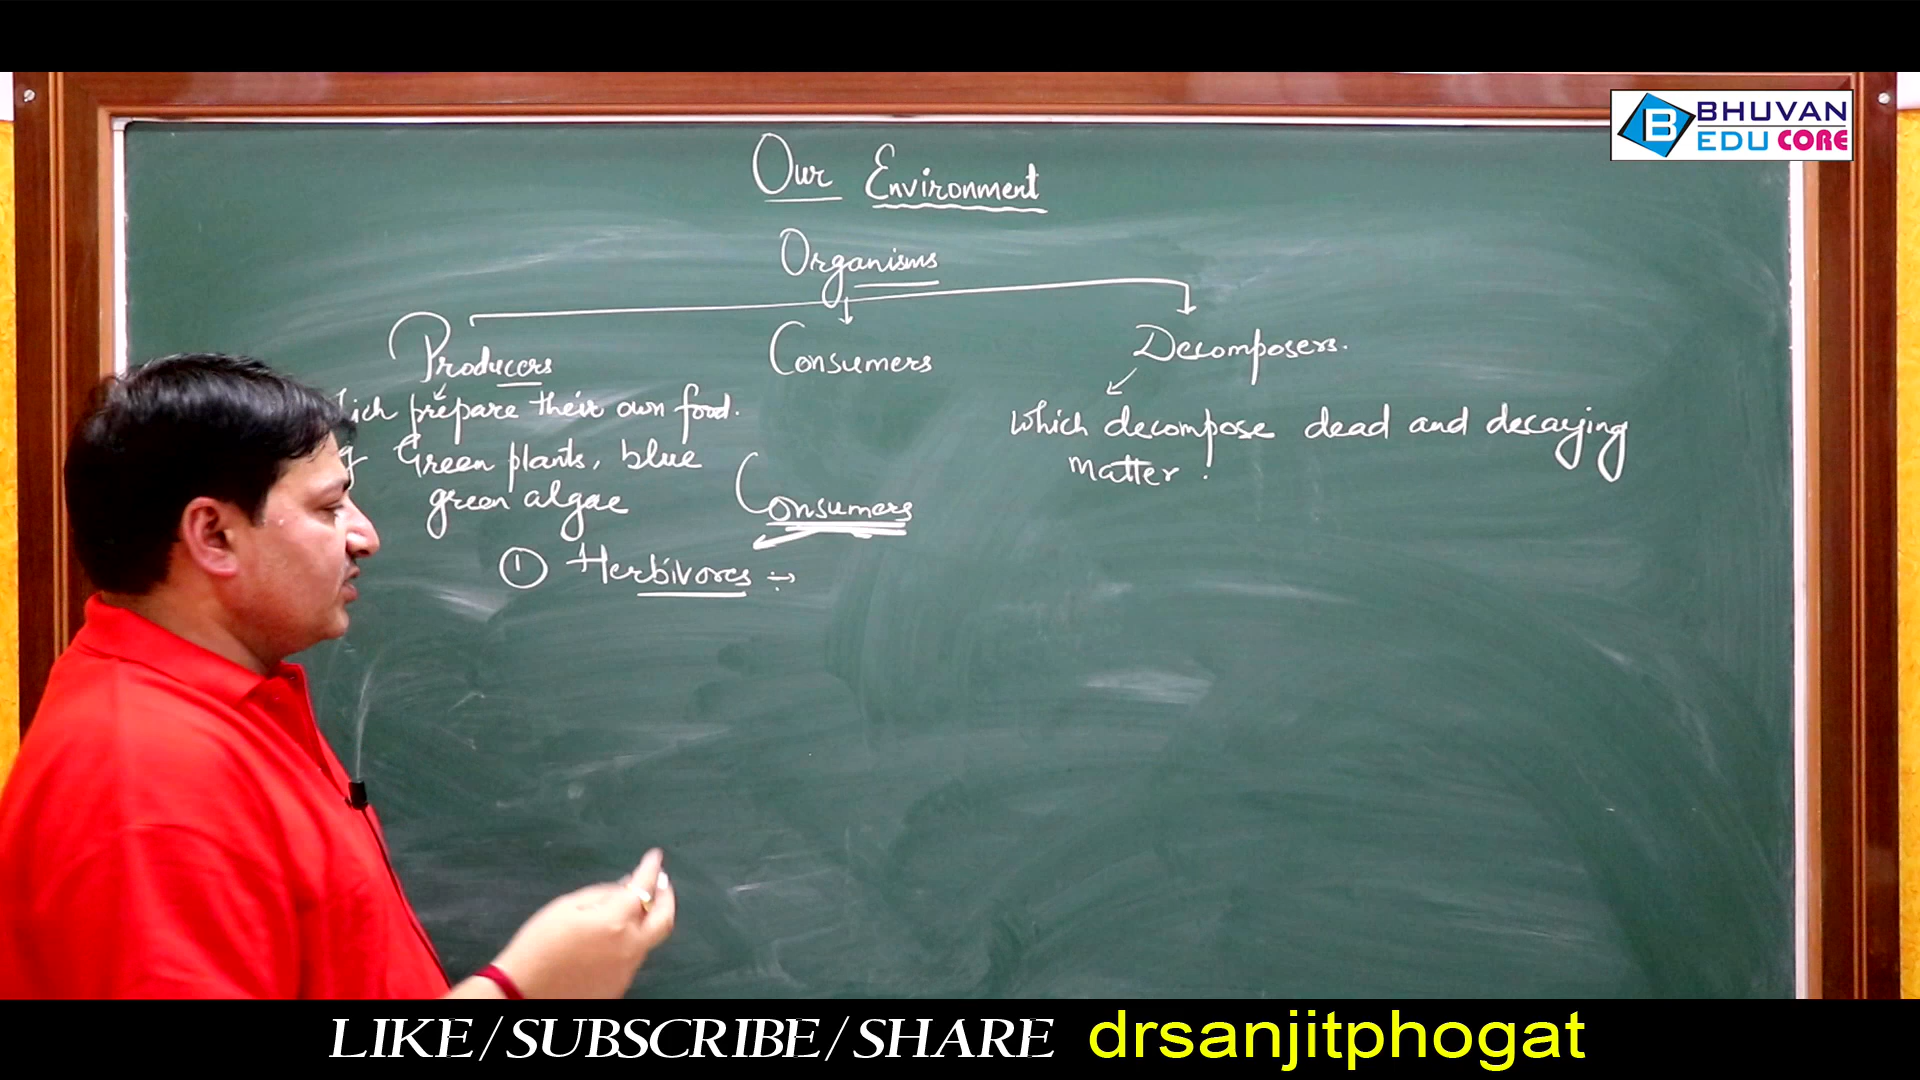 BHUVAN
EDU CORE
B
Our Environment
Organisms
Producers
Consumers
Decomposers.
prepare their own food.
Green plants, blue
green algae
which decompose dead and decaying
matter.
Consumers
① Herbivores :→
LIKE/SUBSCRIBE/SHARE drsanjitphogat